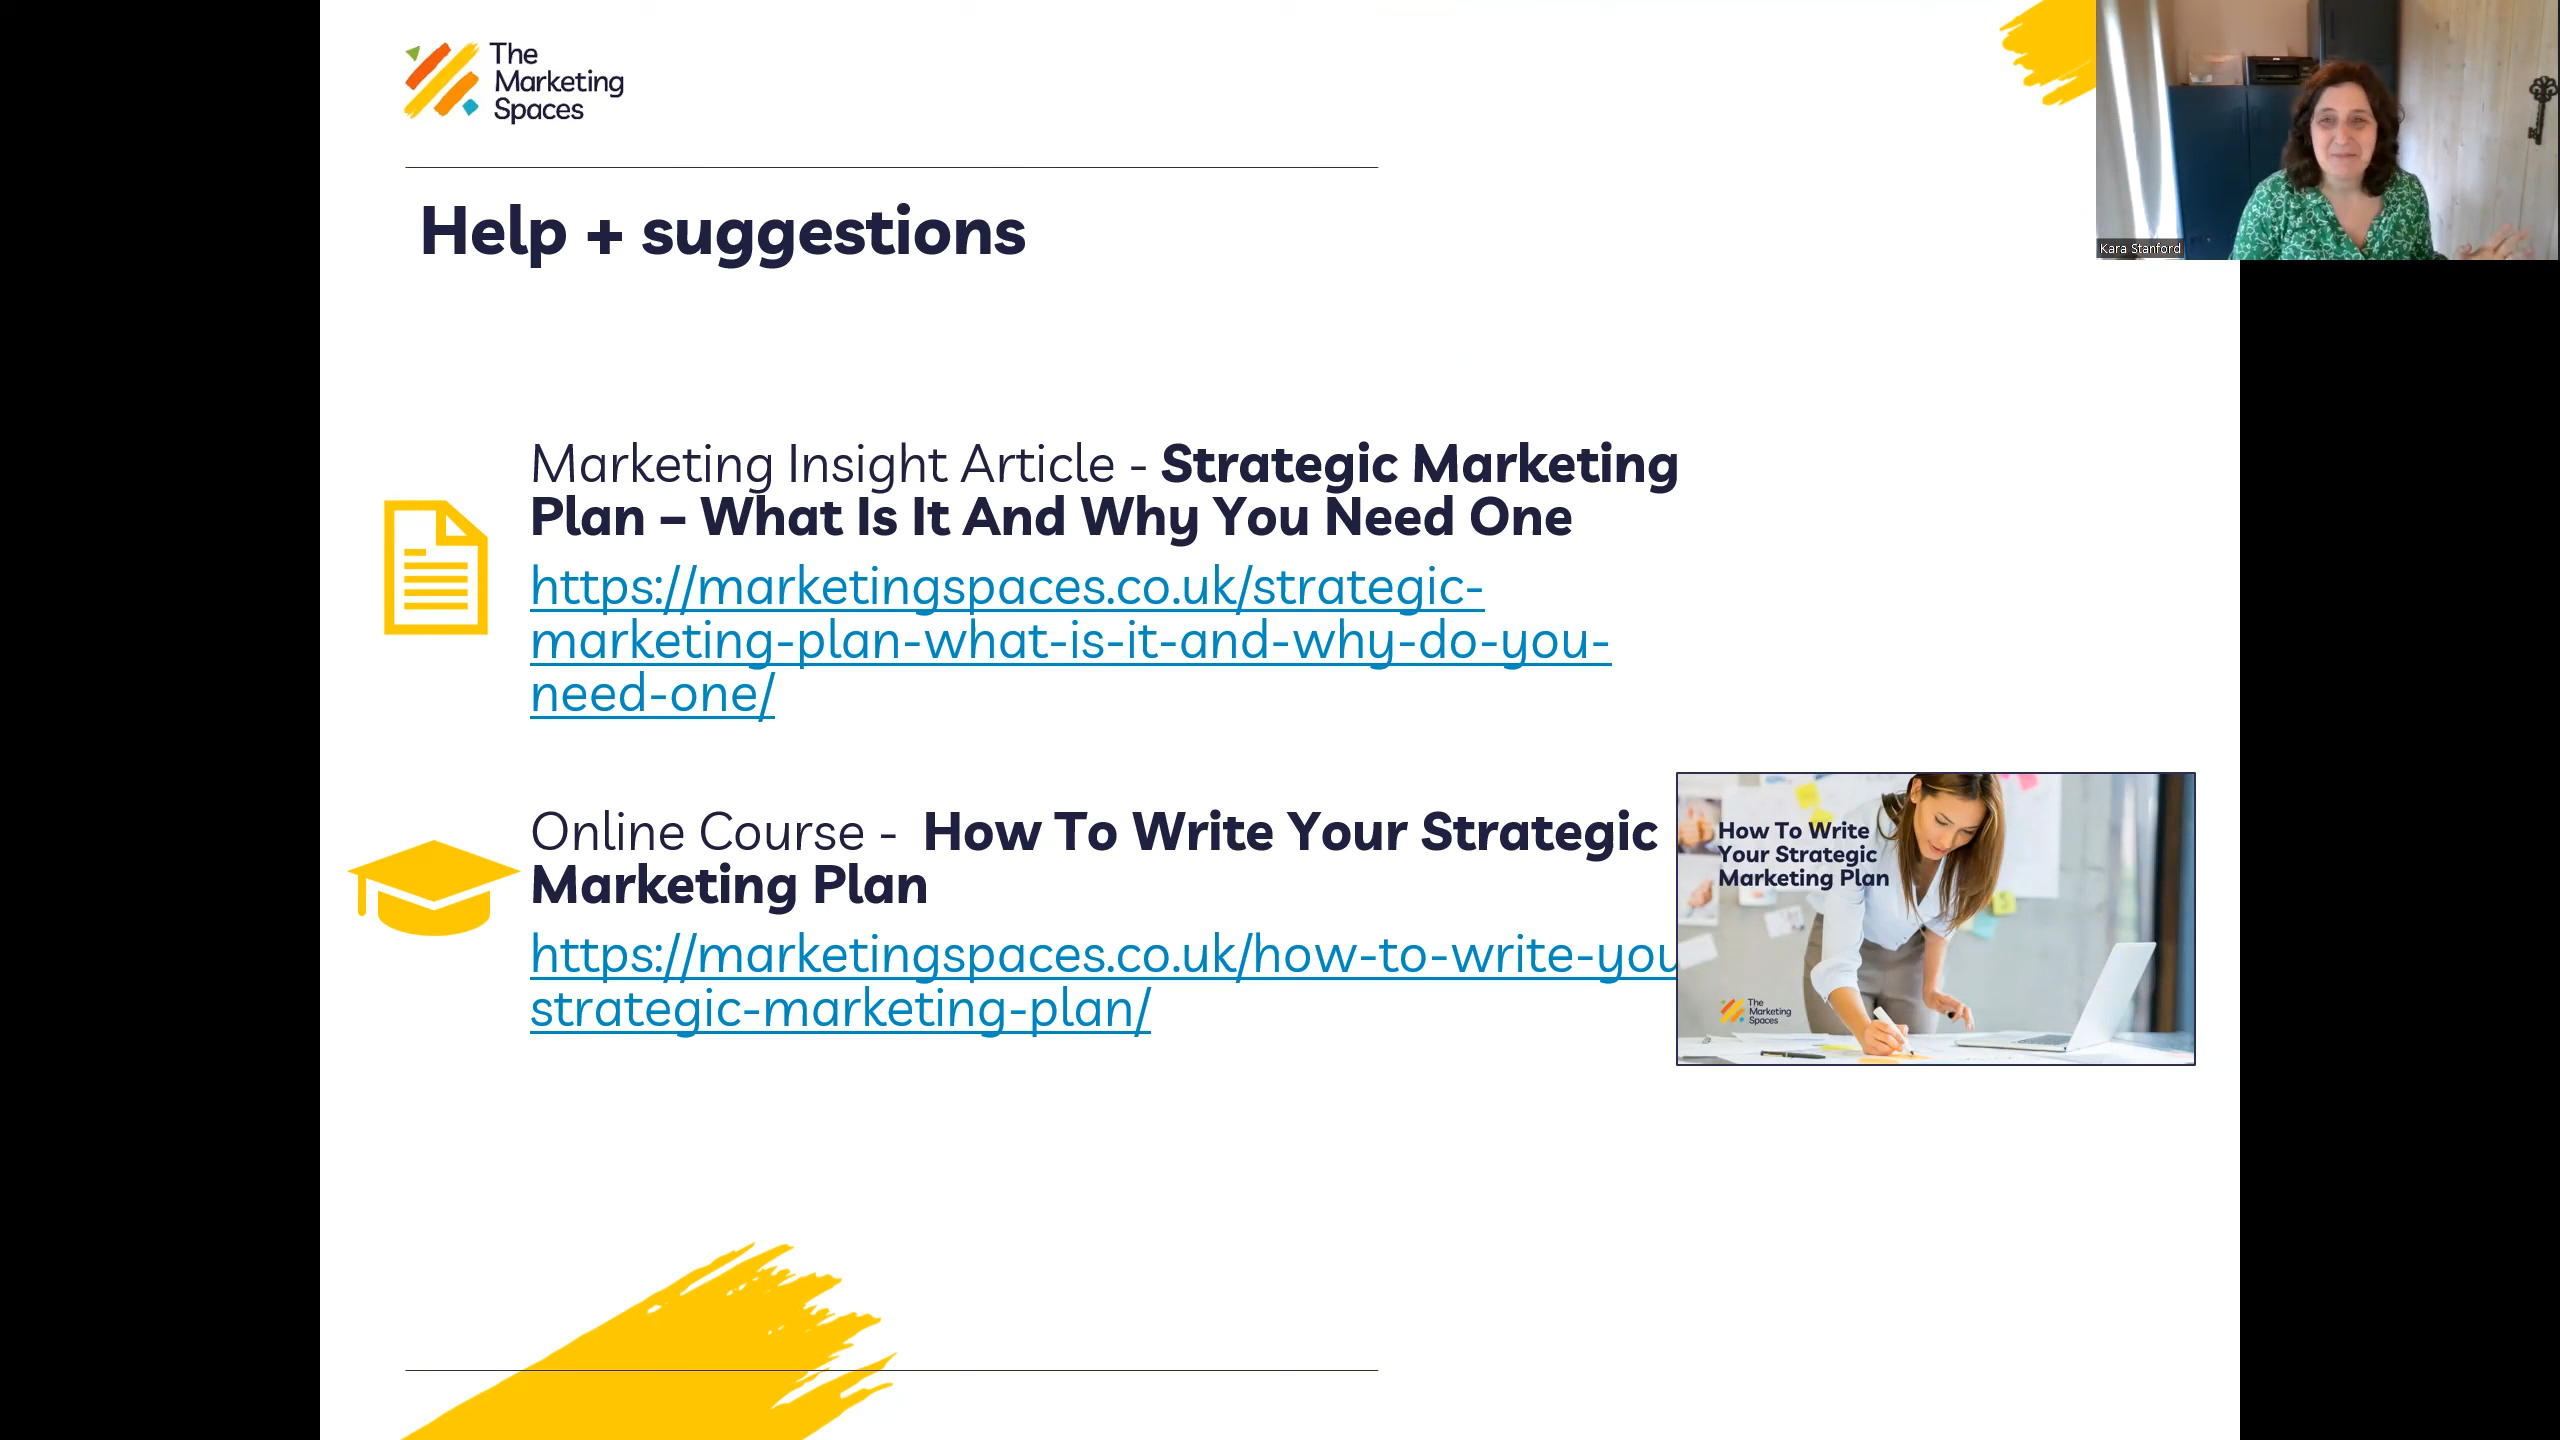 The
Marketing
Spaces
Kara Stanford
Help + suggestions
Marketing Insight Article - Strategic Marketing
Plan – What Is It And Why You Need One
https://marketingspaces.co.uk/strategic-
marketing-plan-what-is-it-and-why-do-you-
need-one/
Online Course - How To Write Your Strategic
Marketing Plan
https://marketingspaces.co.uk/how-to-write-you
strategic-marketing-plan/
How To Write
Your Strategic
Marketing Plan
The
Marketing
Spaces